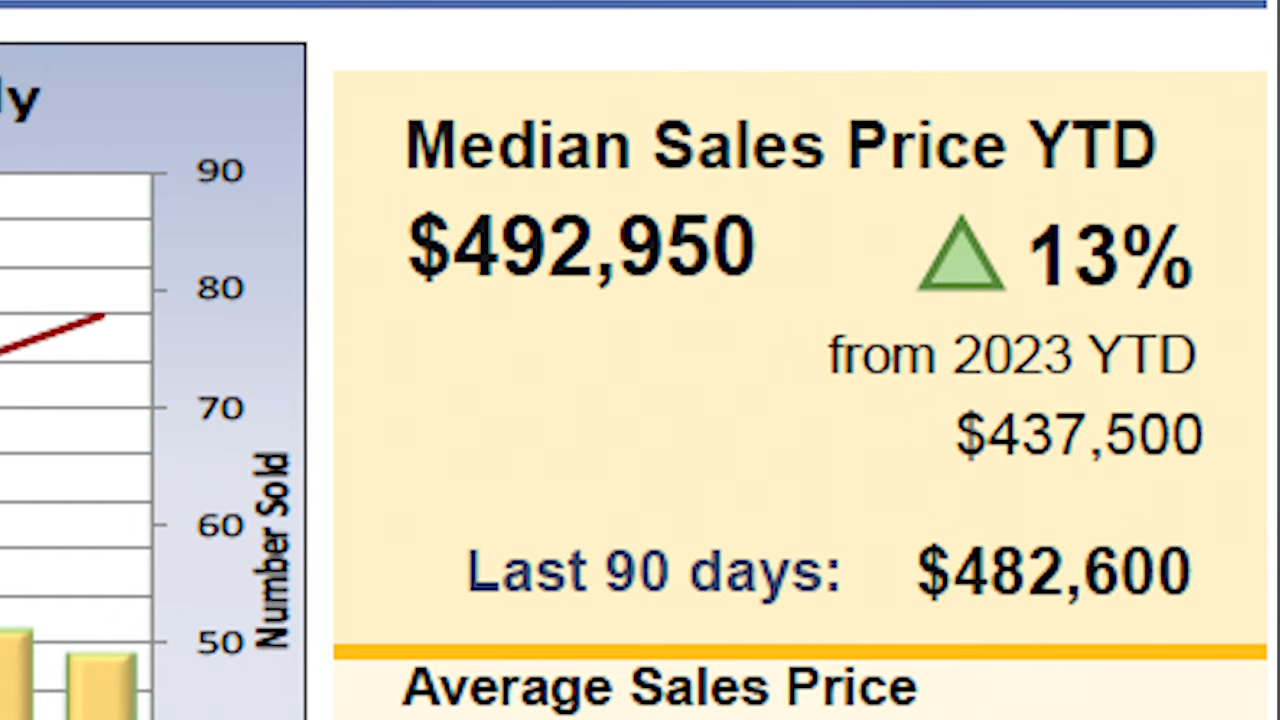 ly
90
80
70
60
50
Number Sold
Median Sales Price YTD
$492,950 13%
from 2023 YTD
$437,500
Last 90 days: $482,600
Average Sales Price